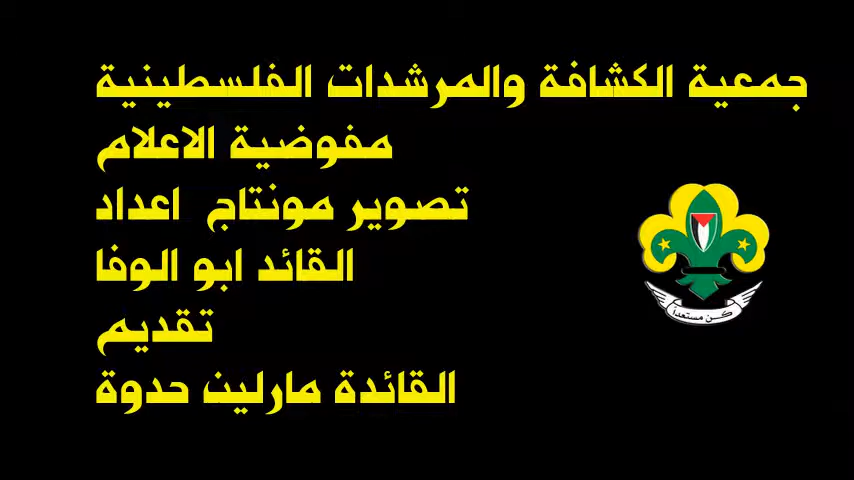 جمعية الكشافة والمرشدات الفلسطينية
مفوضية الاعلام
تصوير مونتاج اعداد
القائد ابو الوفا
تقديم
القائدة مارلين حدوة
كن مستعداً